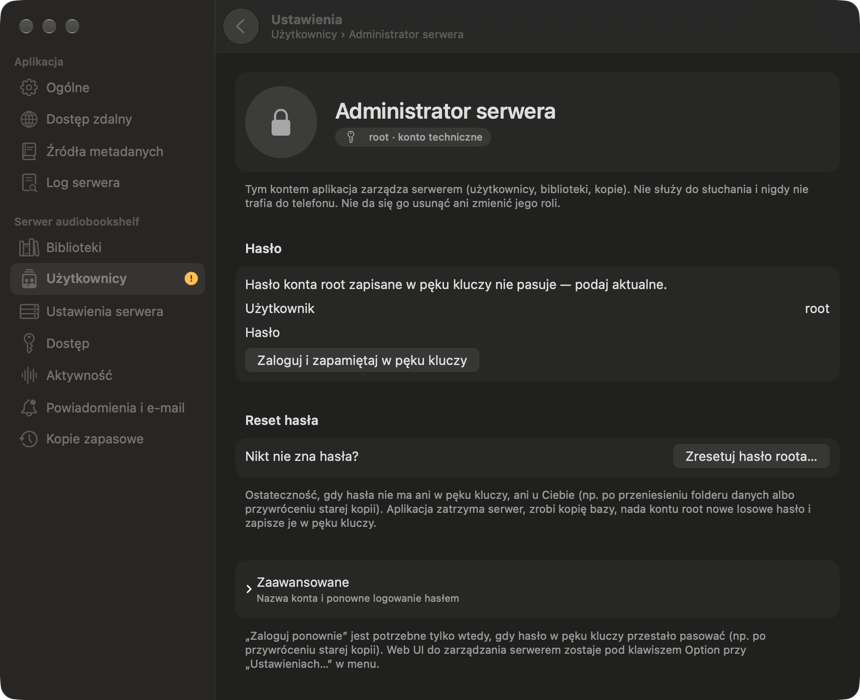 Ustawienia
Użytkownicy › Administrator serwera
Aplikacja
Ogólne
Dostęp zdalny
Źródła metadanych
Log serwera
Serwer audiobookshelf
Biblioteki
Użytkownicy
Ustawienia serwera
Dostęp
Aktywność
Powiadomienia i e-mail
Kopie zapasowe
Administrator serwera
root · konto techniczne
Tym kontem aplikacja zarządza serwerem (użytkownicy, biblioteki, kopie). Nie służy do słuchania i nigdy nie
trafia do telefonu. Nie da się go usunąć ani zmienić jego roli.
Hasło
Hasło konta root zapisane w pęku kluczy nie pasuje — podaj aktualne.
Użytkownik root
Hasło
Zaloguj i zapamiętaj w pęku kluczy
Reset hasła
Nikt nie zna hasła? Zresetuj hasło roota...
Ostateczność, gdy hasła nie ma ani w pęku kluczy, ani u Ciebie (np. po przeniesieniu folderu danych albo
przywróceniu starej kopii). Aplikacja zatrzyma serwer, zrobi kopię bazy, nada kontu root nowe losowe hasło i
zapisze je w pęku kluczy.
Zaawansowane
Nazwa konta i ponowne logowanie hasłem
„Zaloguj ponownie” jest potrzebne tylko wtedy, gdy hasło w pęku kluczy przestało pasować (np. po
przywróceniu starej kopii). Web UI do zarządzania serwerem zostaje pod klawiszem Option przy
„Ustawieniach...” w menu.